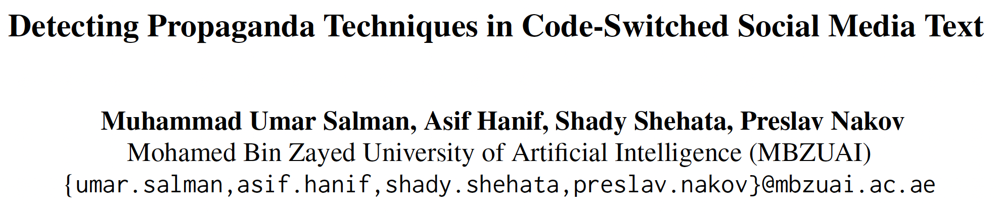 Detecting Propaganda Techniques in Code-Switched Social Media Text
Muhammad Umar Salman, Asif Hanif, Shady Shehata, Preslav Nakov
Mohamed Bin Zayed University of Artificial Intelligence (MBZUAI)
{umar.salman,asif.hanif,shady.shehata,preslav.nakov}@mbzuai.ac.ae